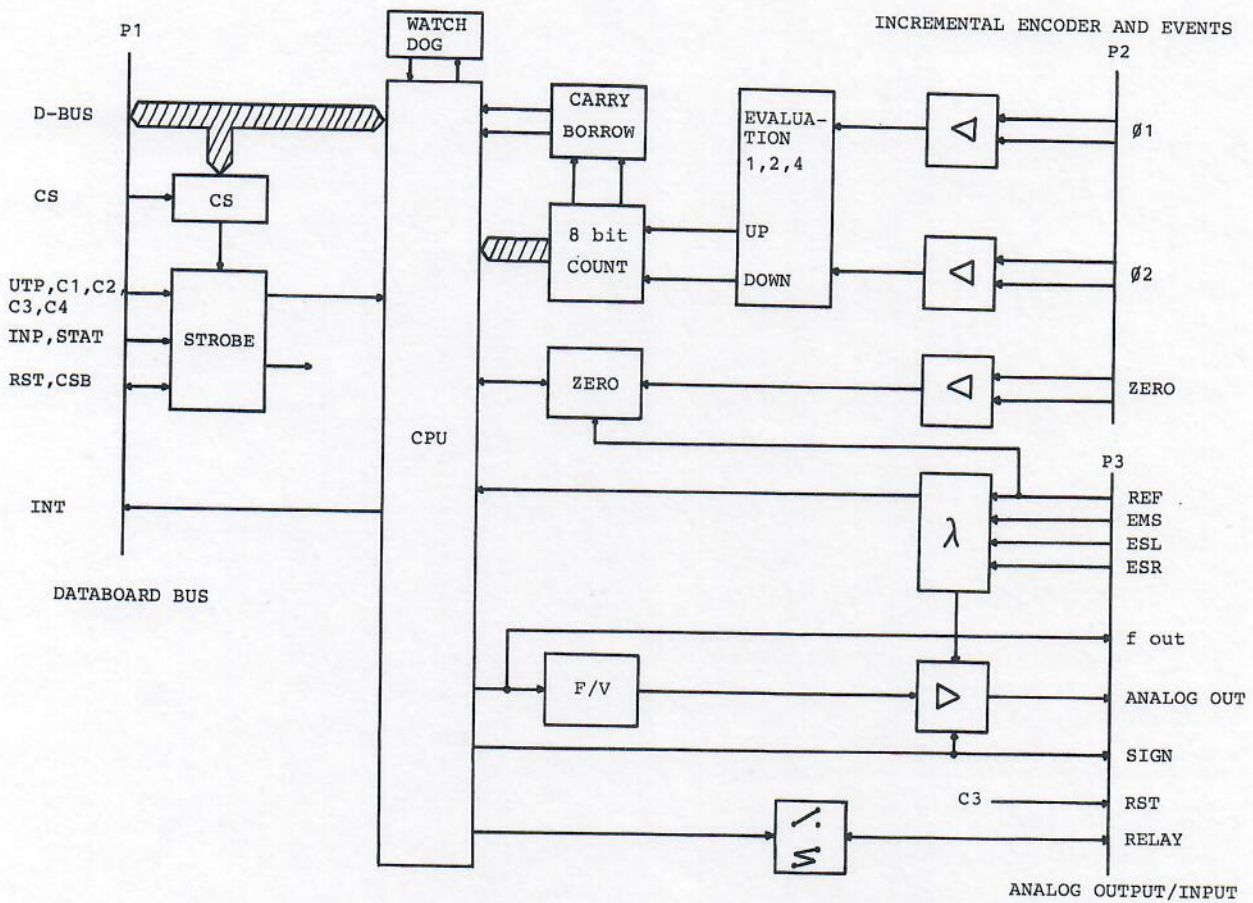 P1
WATCH
DOG
INCREMENTAL ENCODER AND EVENTS
P2
D-BUS
CARRY
BORROW
EVALUA-
TION
1,2,4
Ø1
CS
CS
8 bit
COUNT
UP
DOWN
Ø2
UTP,C1,C2,
C3,C4
INP,STAT
RST,CSB
STROBE
ZERO
ZERO
CPU
P3
INT
λ
REF
EMS
ESL
ESR
DATABOARD BUS
f out
F/V
ANALOG OUT
SIGN
C3
RST
RELAY
ANALOG OUTPUT/INPUT